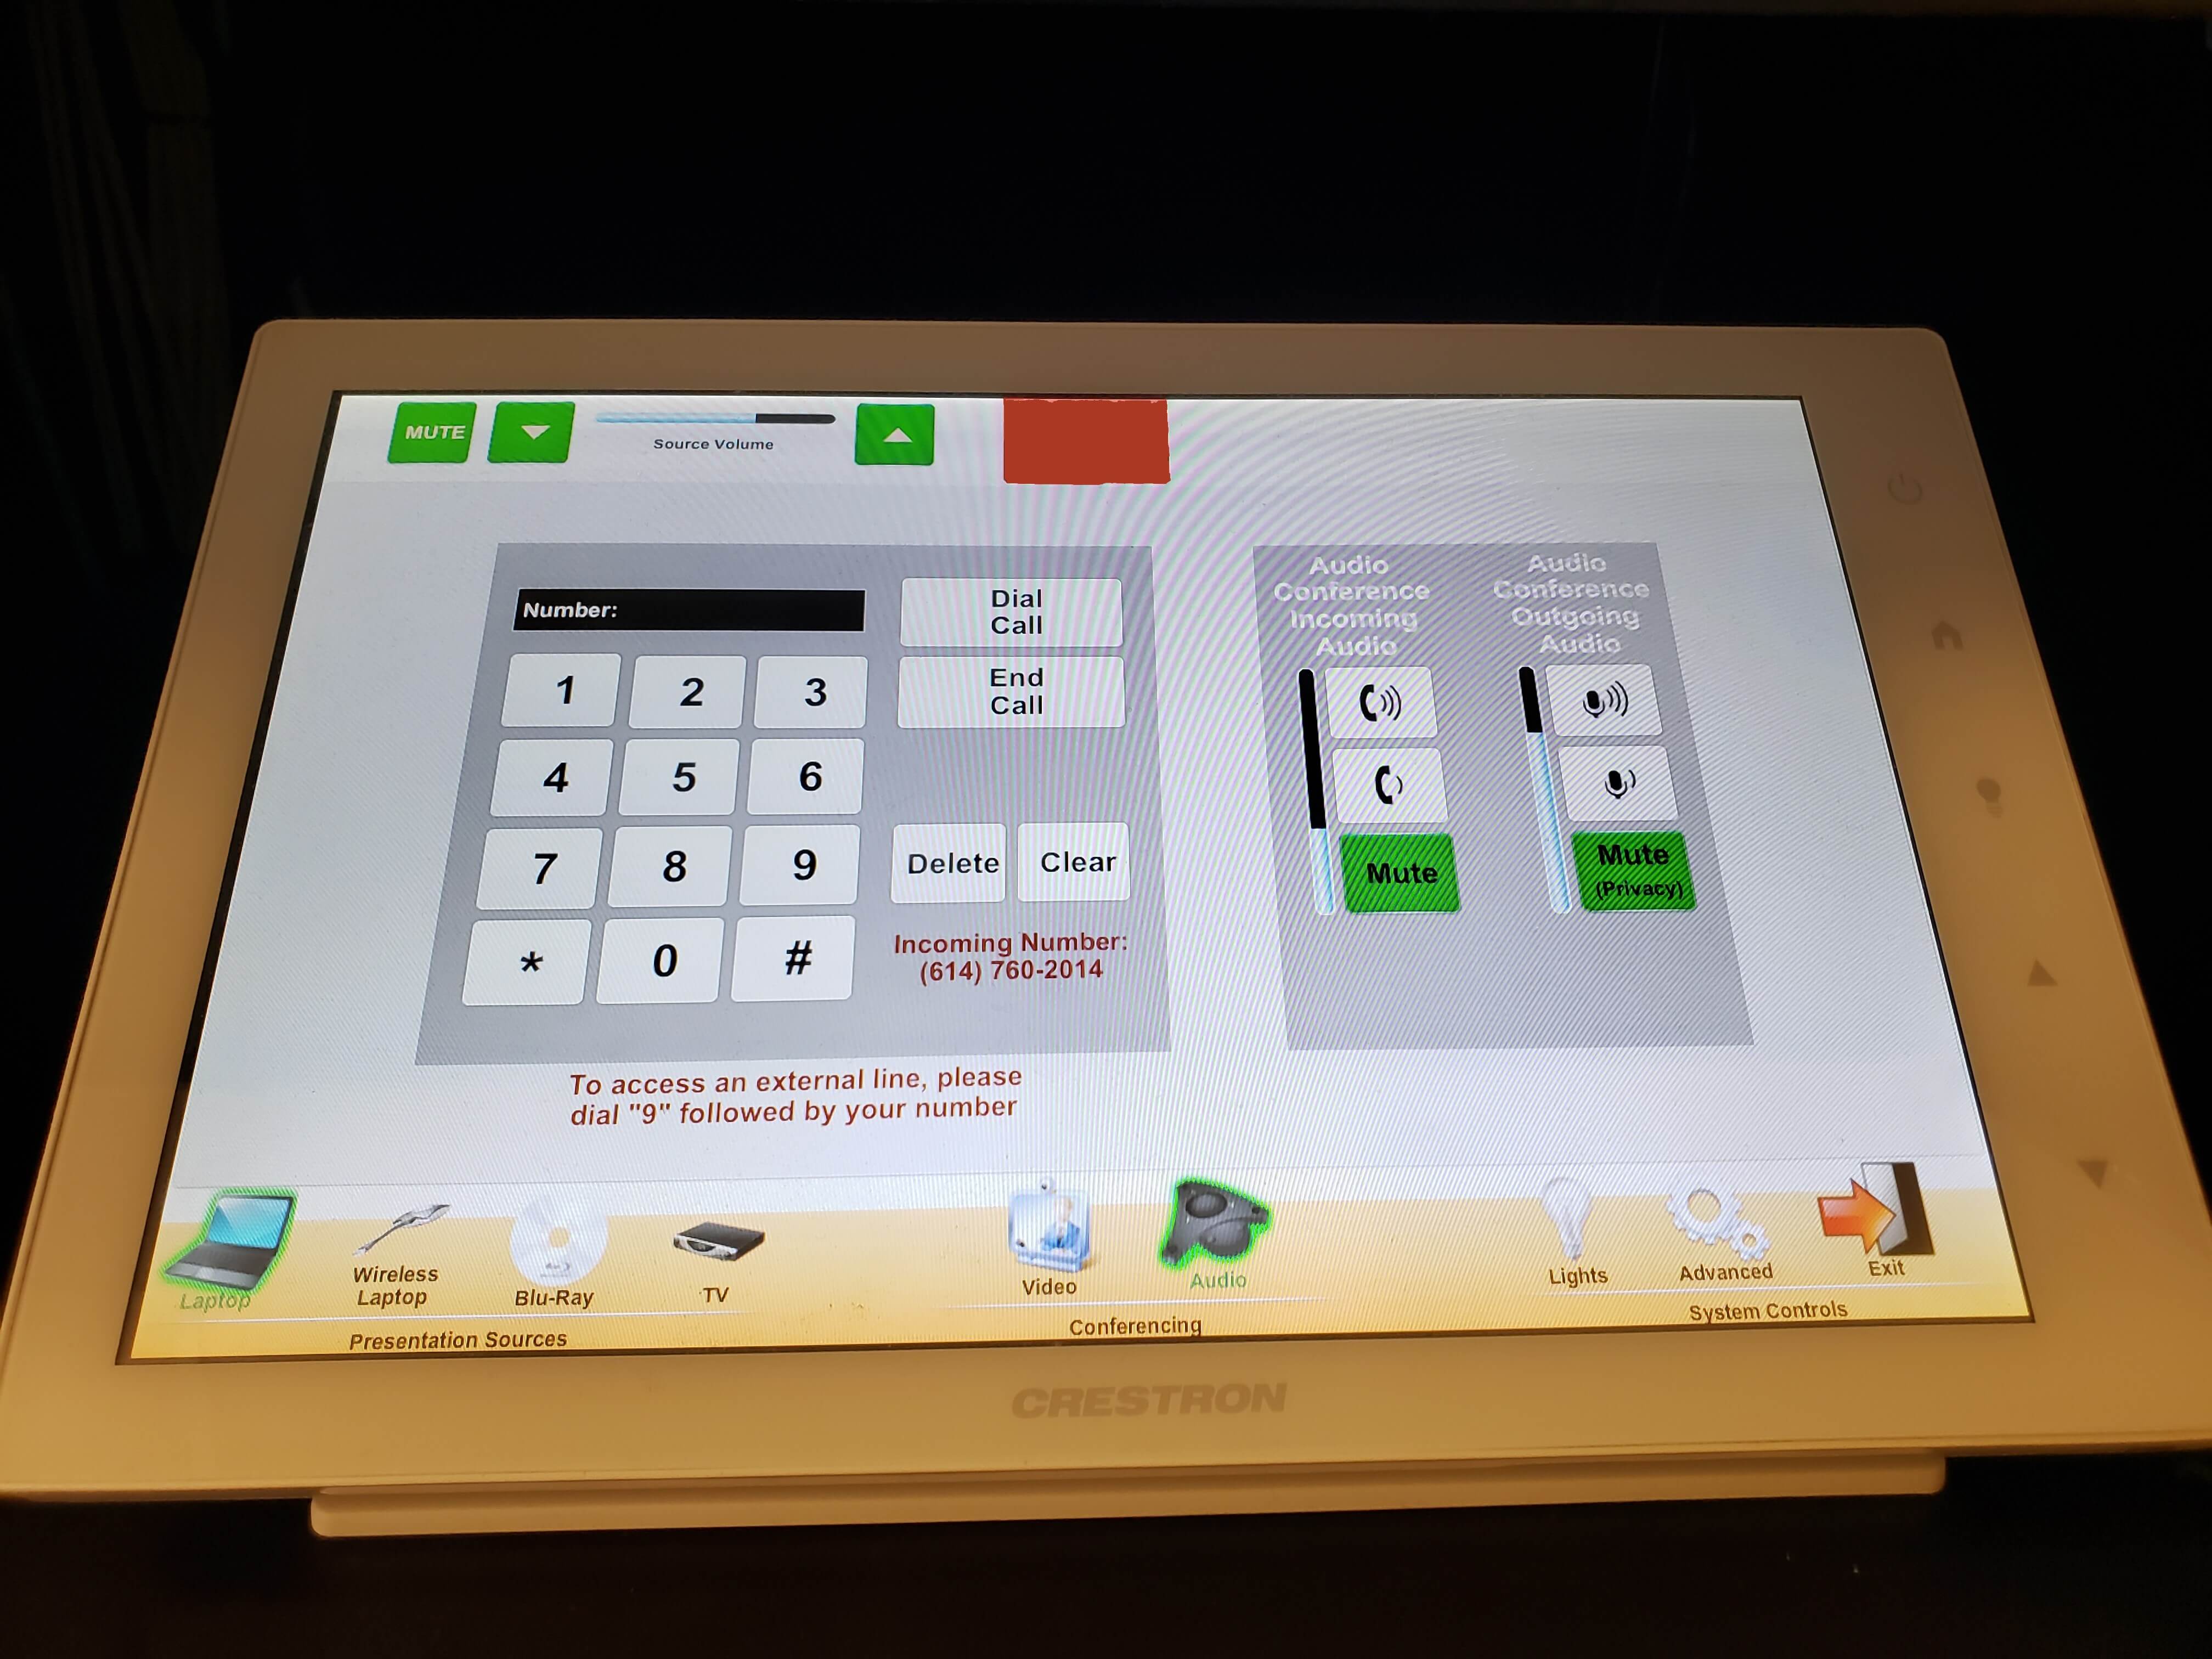 MUTE
Source Volume
Number:
Dial
Call
End
Call
1
2
3
4
5
6
7
8
9
*
0
#
Delete
Clear
Incoming Number:
(614) 760-2014
To access an external line, please
dial "9" followed by your number
Audio
Conference
Incoming
Audio
Mute
Audio
Conference
Outgoing
Audio
Mute
(Privacy)
Laptop
Wireless
Laptop
Blu-Ray
TV
Presentation Sources
Video
Audio
Conferencing
Lights
Advanced
Exit
System Controls
CRESTRON